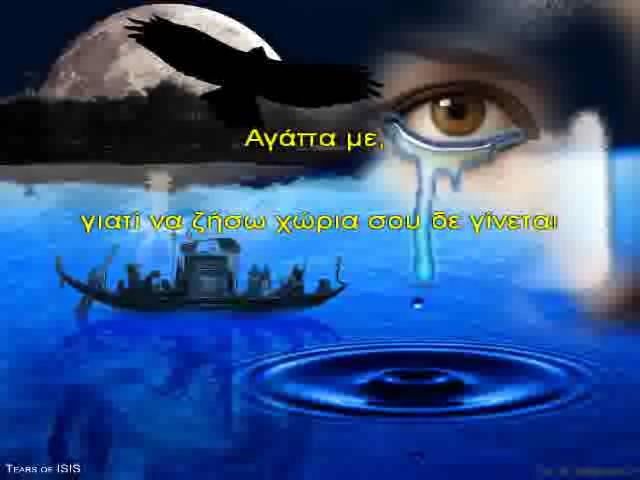 Αγάπα με,
γιατί να ζήσω χώρια σου δε γίνεται
TEARS OF ISIS